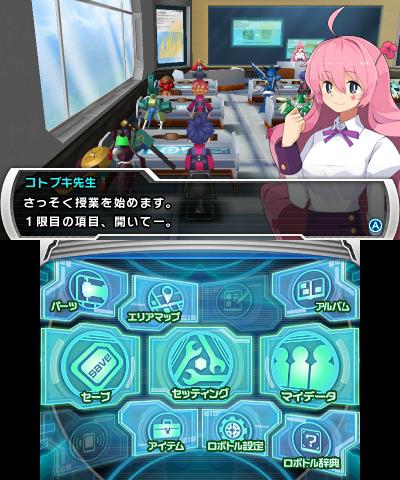 コトブキ先生
さっそく授業を始めます。
１限目の項目、開いてー。
Ⓐ
パーツ
エリアマップ
アルバム
save
セーブ
セッティング
マイデータ
アイテム
ロボトル設定
ロボトル辞典